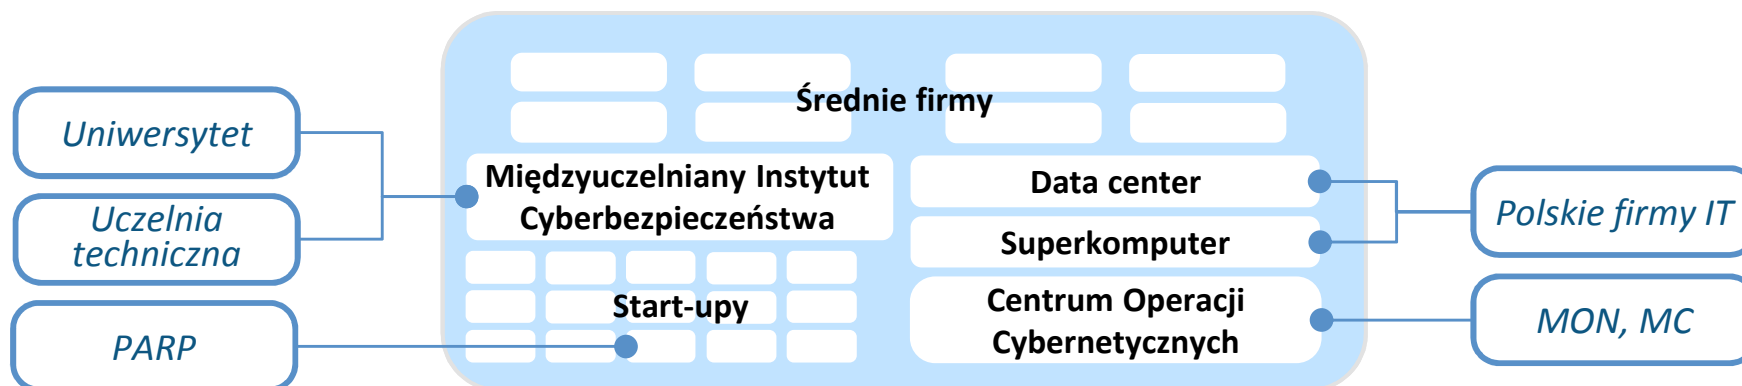 Średnie firmy
Uniwersytet
Uczelnia
techniczna
PARP
Międzyuczelniany Instytut
Cyberbezpieczeństwa
Start-upy
Data center
Superkomputer
Centrum Operacji
Cybernetycznych
Polskie firmy IT
MON, MC